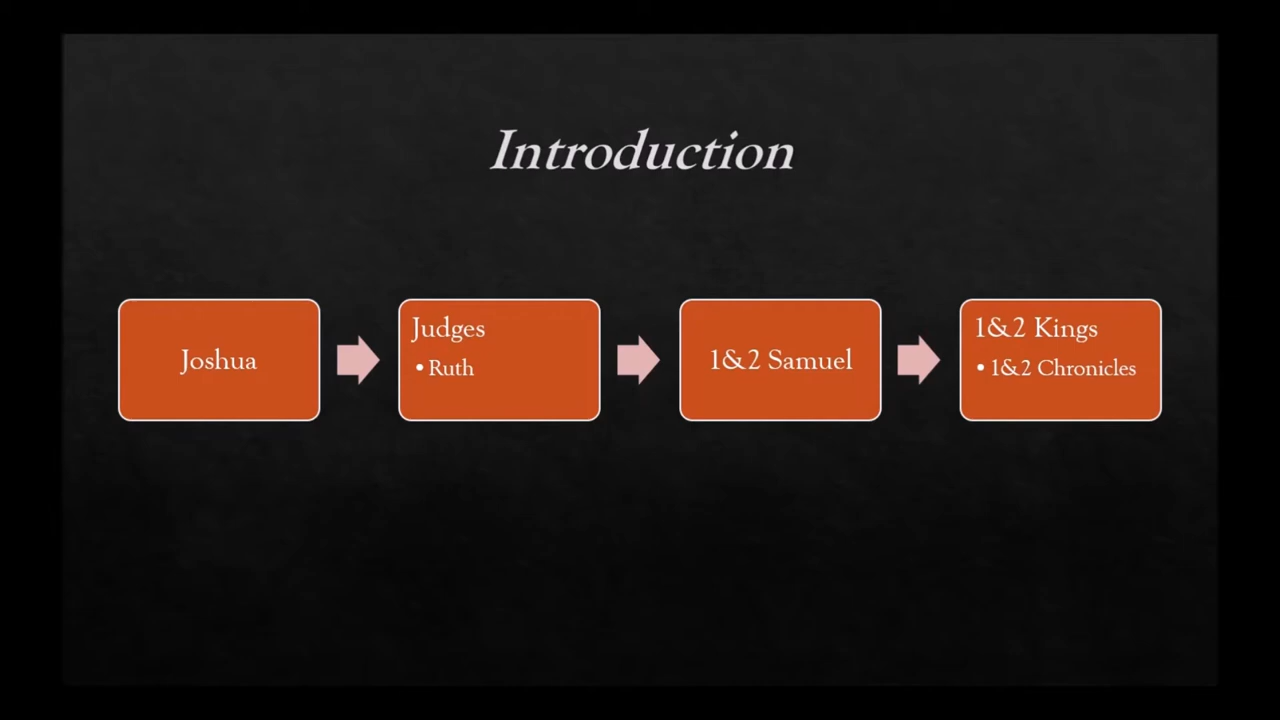 Introduction
Joshua
Judges
• Ruth
1&2 Samuel
1&2 Kings
• 1&2 Chronicles